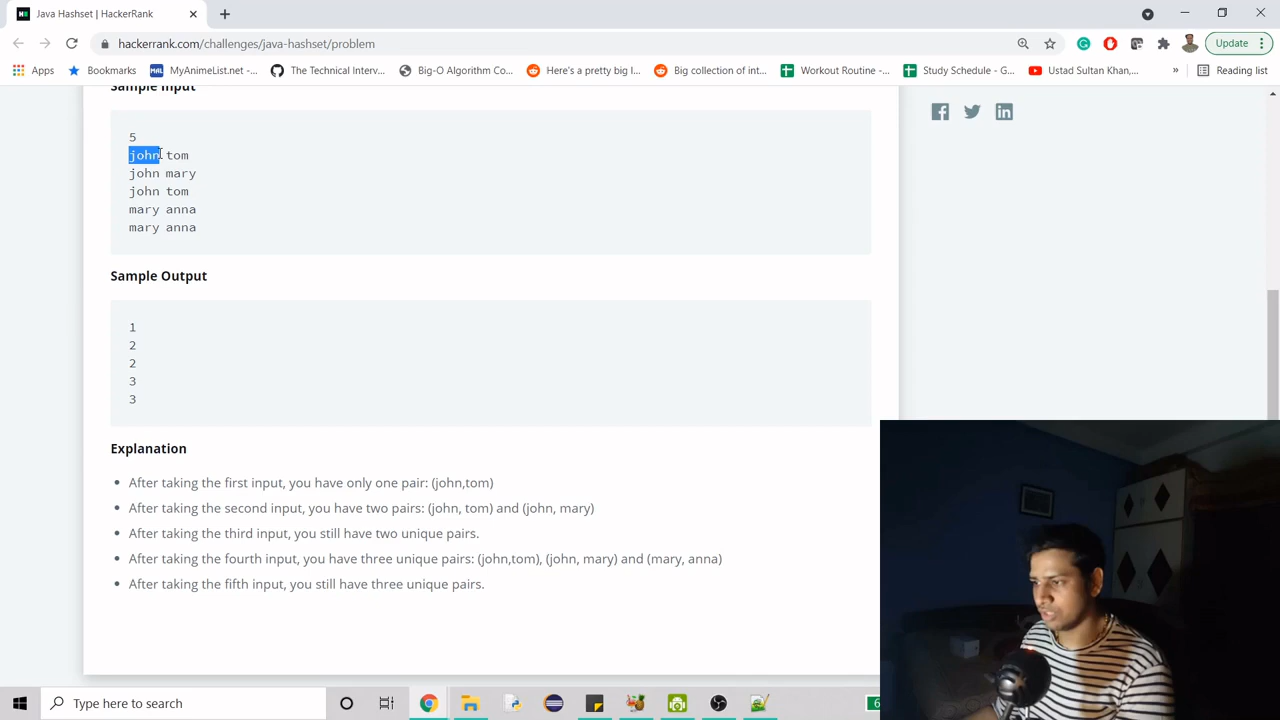 Java Hashset | HackerRank
hackerrank.com/challenges/java-hashset/problem
Update
Apps
Bookmarks
MyAnimeList.net -...
The Technical Interv...
Big-O Algorithm Co...
Here's a pretty big l...
Big collection of int...
Workout Routine -...
Study Schedule - G...
Ustad Sultan Khan,...
»
Reading list
Sample Input
5
john tom
john mary
john tom
mary anna
mary anna
Sample Output
1
2
2
3
3
Explanation
After taking the first input, you have only one pair: (john,tom)
After taking the second input, you have two pairs: (john, tom) and (john, mary)
After taking the third input, you still have two unique pairs.
After taking the fourth input, you have three unique pairs: (john,tom), (john, mary) and (mary, anna)
After taking the fifth input, you still have three unique pairs.
Type here to search
6